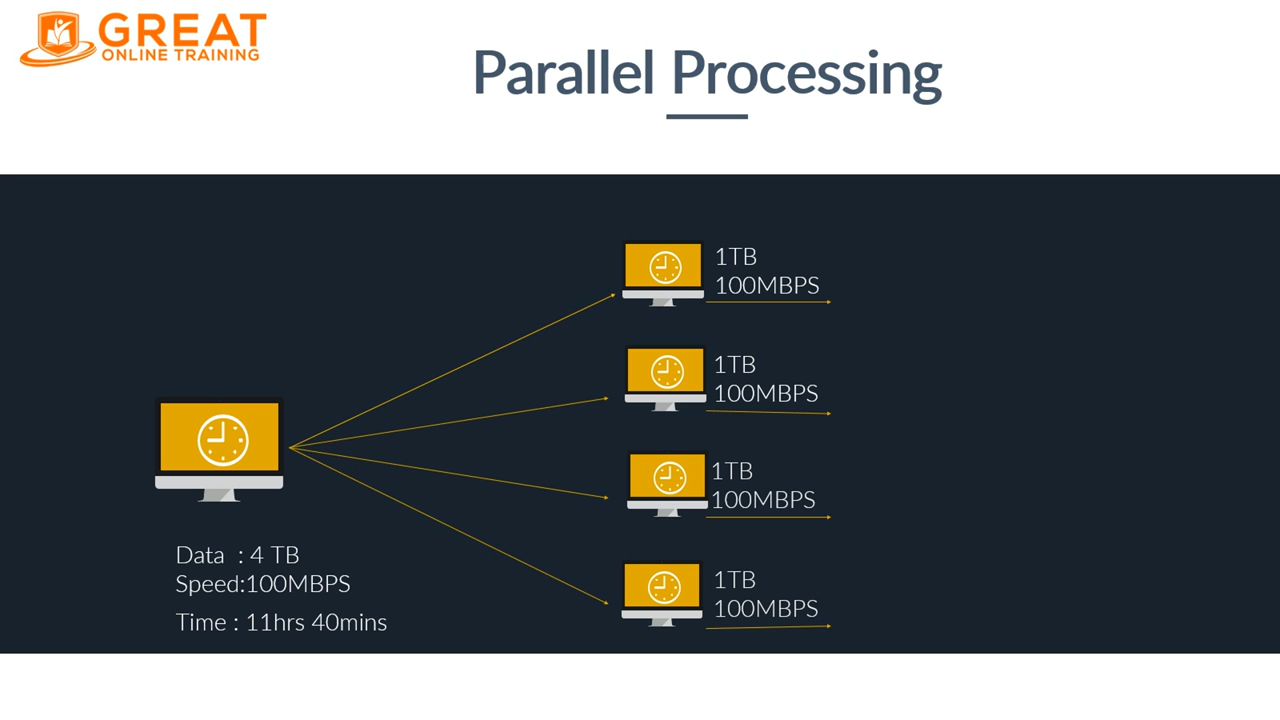 GREAT
ONLINE TRAINING
Parallel Processing
1TB
100MBPS
1TB
100MBPS
1TB
100MBPS
1TB
100MBPS
Data : 4 TB
Speed:100MBPS
Time : 11hrs 40mins